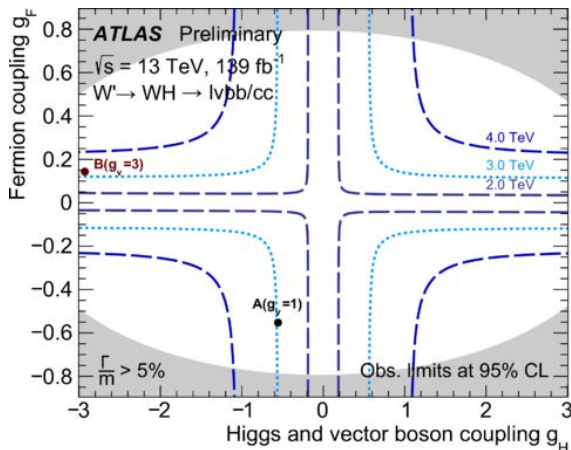 ATLAS Preliminary
√s = 13 TeV, 139 fb⁻¹
W'→ WH → lνbb/cc
4.0 TeV
3.0 TeV
2.0 TeV
B(gᵥ=3)
A(gᵥ=1)
Γ/m > 5%
Obs. limits at 95% CL
Fermion coupling g_F
0.8
0.6
0.4
0.2
0
−0.2
−0.4
−0.6
−0.8
−3 −2 −1 0 1 2 3
Higgs and vector boson coupling g_H